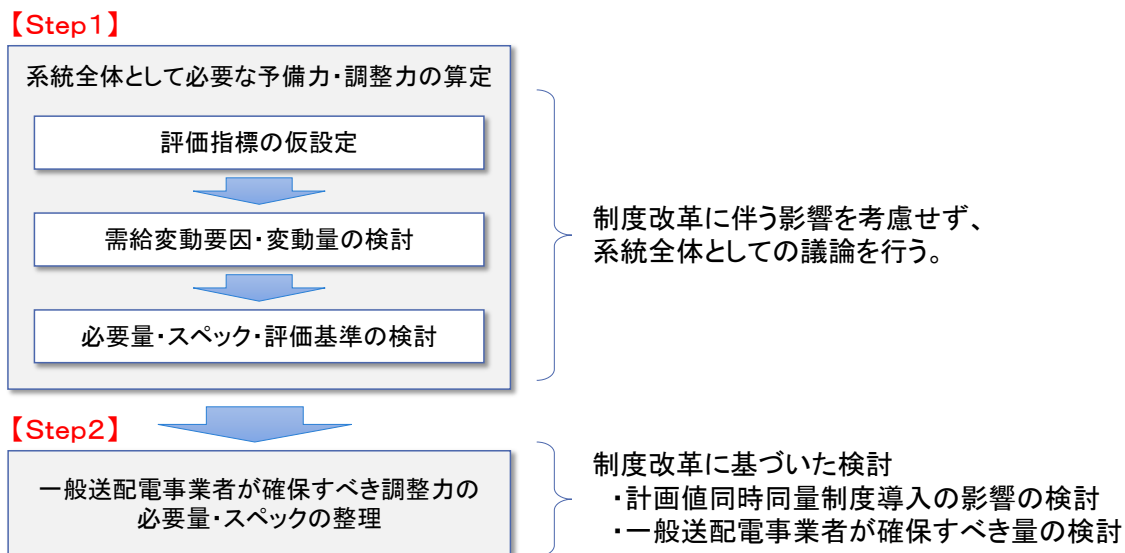 【Step1】
系統全体として必要な予備力・調整力の算定
評価指標の仮設定
需給変動要因・変動量の検討
必要量・スペック・評価基準の検討
制度改革に伴う影響を考慮せず、
系統全体としての議論を行う。
【Step2】
一般送配電事業者が確保すべき調整力の
必要量・スペックの整理
制度改革に基づいた検討
・計画値同時同量制度導入の影響の検討
・一般送配電事業者が確保すべき量の検討